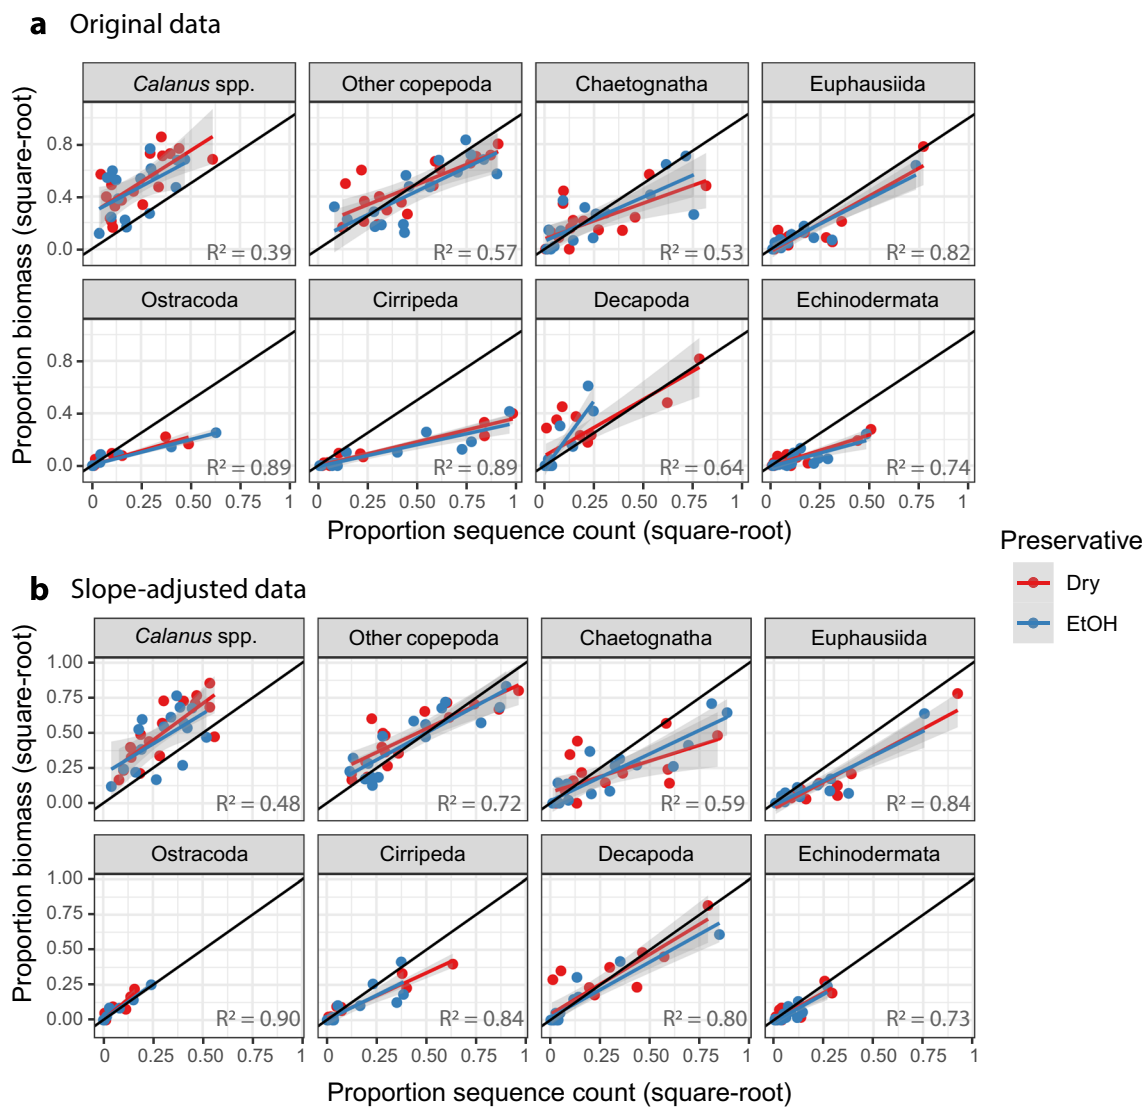 a Original data
Calanus spp. Other copepoda Chaetognatha Euphausiida
0.8
0.4
0.0
R² = 0.39 R² = 0.57 R² = 0.53 R² = 0.82
Ostracoda Cirripeda Decapoda Echinodermata
0.8
0.4
0.0
R² = 0.89 R² = 0.89 R² = 0.64 R² = 0.74
0 0.25 0.50 0.75 1 0 0.25 0.50 0.75 1 0 0.25 0.50 0.75 1 0 0.25 0.50 0.75 1
Proportion biomass (square-root)
Proportion sequence count (square-root)
Preservative
Dry
EtOH
b Slope-adjusted data
Calanus spp. Other copepoda Chaetognatha Euphausiida
1.00
0.75
0.50
0.25
0.00
R² = 0.48 R² = 0.72 R² = 0.59 R² = 0.84
Ostracoda Cirripeda Decapoda Echinodermata
1.00
0.75
0.50
0.25
0.00
R² = 0.90 R² = 0.84 R² = 0.80 R² = 0.73
0 0.25 0.50 0.75 1 0 0.25 0.50 0.75 1 0 0.25 0.50 0.75 1 0 0.25 0.50 0.75 1
Proportion biomass (square-root)
Proportion sequence count (square-root)